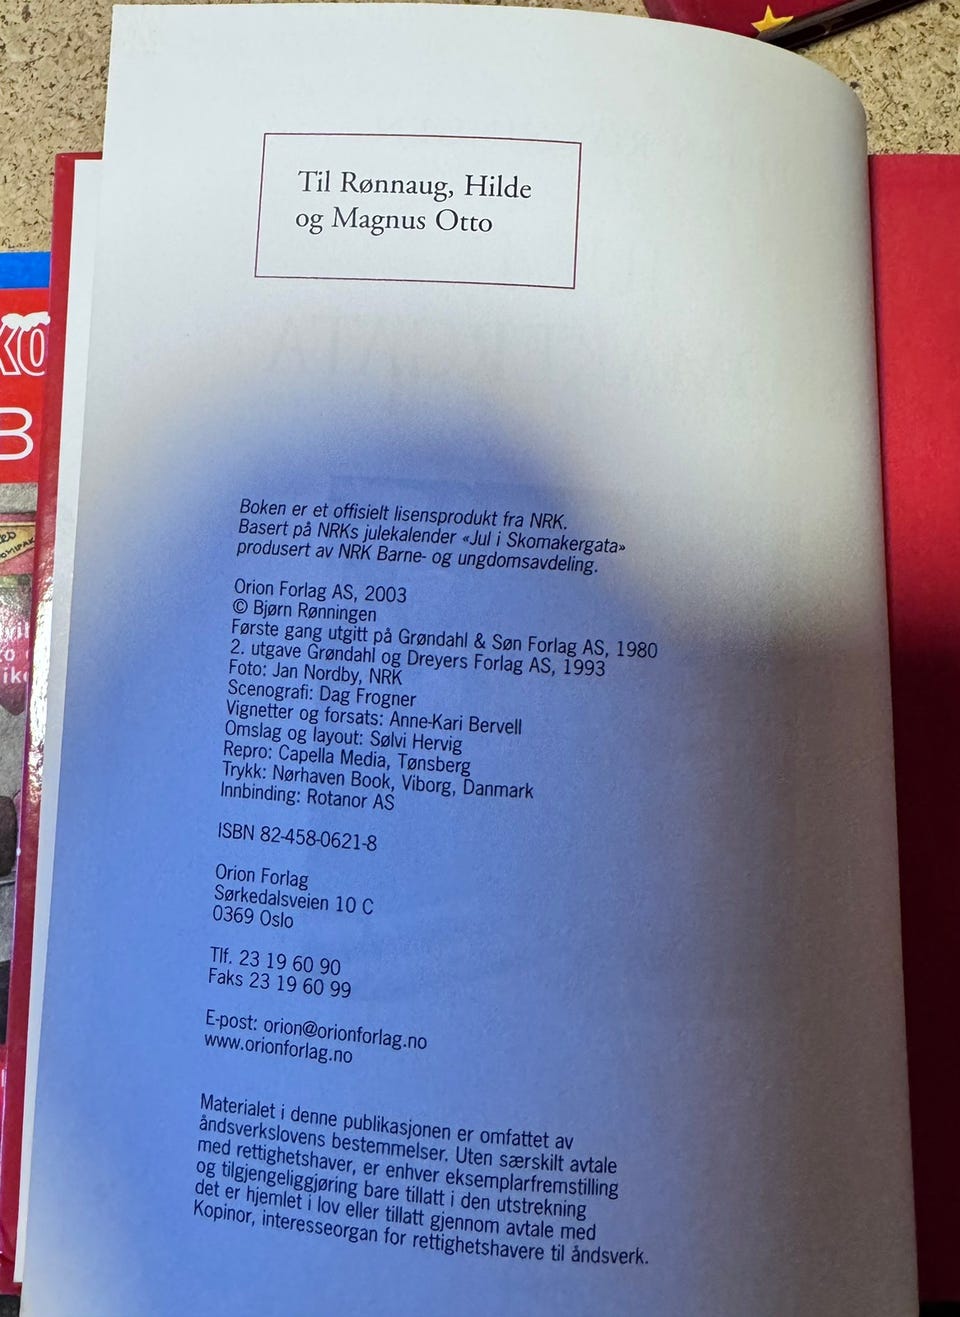 Til Rønnaug, Hilde
og Magnus Otto
Boken er et offisielt lisensprodukt fra NRK.
Basert på NRKs julekalender «Jul i Skomakergata»
produsert av NRK Barne- og ungdomsavdeling.
Orion Forlag AS, 2003
© Bjørn Rønningen
Første gang utgitt på Grøndahl & Søn Forlag AS, 1980
2. utgave Grøndahl og Dreyers Forlag AS, 1993
Foto: Jan Nordby, NRK
Scenografi: Dag Frogner
Vignetter og forsats: Anne-Kari Bervell
Omslag og layout: Sølvi Hervig
Repro: Capella Media, Tønsberg
Trykk: Nørhaven Book, Viborg, Danmark
Innbinding: Rotanor AS
ISBN 82-458-0621-8
Orion Forlag
Sørkedalsveien 10 C
0369 Oslo
Tlf. 23 19 60 90
Faks 23 19 60 99
E-post: orion@orionforlag.no
www.orionforlag.no
Materialet i denne publikasjonen er omfattet av
åndsverkslovens bestemmelser. Uten særskilt avtale
med rettighetshaver, er enhver eksemplarfremstilling
og tilgjengeliggjøring bare tillatt i den utstrekning
det er hjemlet i lov eller tillatt gjennom avtale med
Kopinor, interesseorgan for rettighetshavere til åndsverk.
KO
B